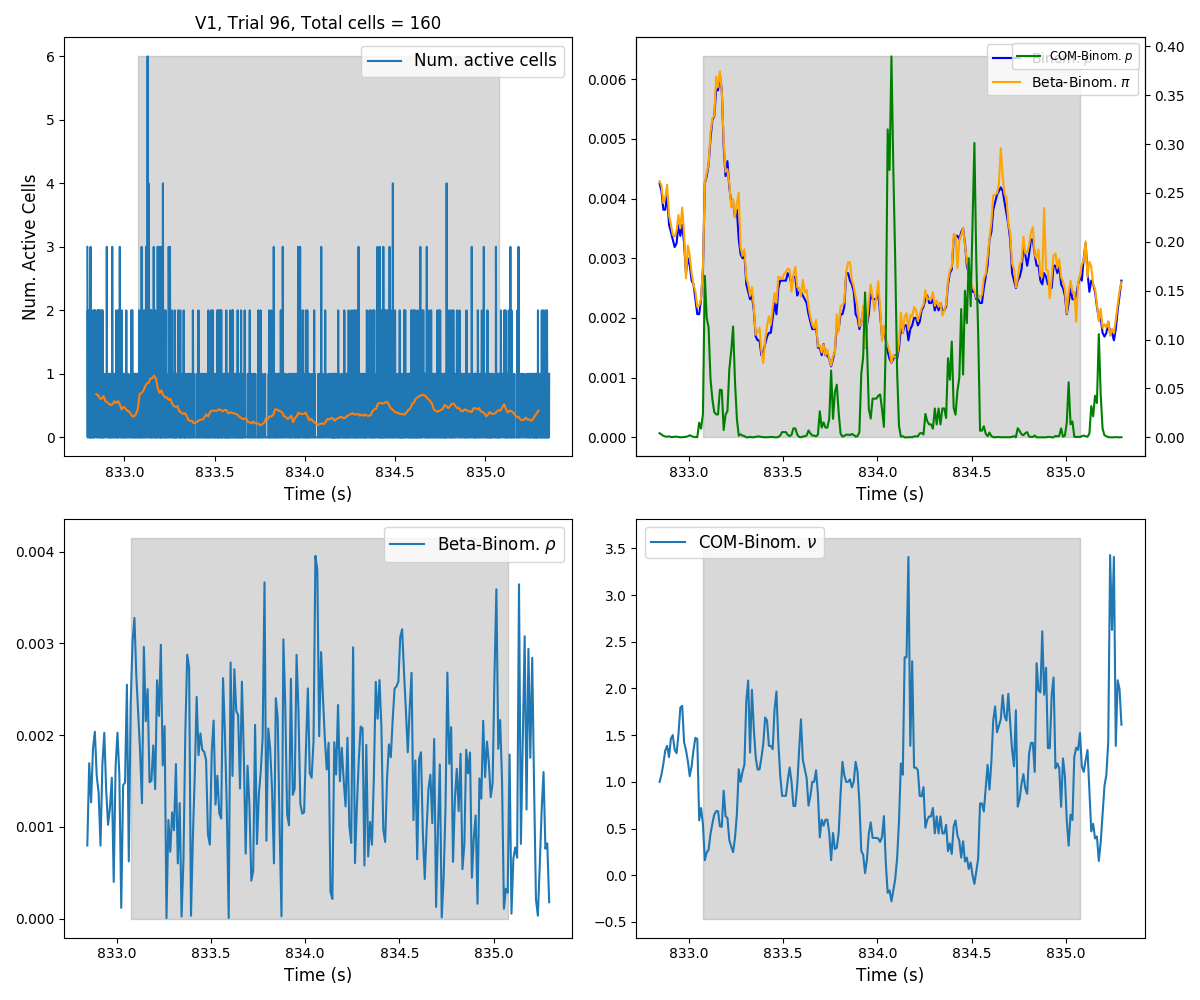 V1, Trial 96, Total cells = 160
Num. active cells
Num. Active Cells
6
5
4
3
2
1
0
833.0 833.5 834.0 834.5 835.0
Time (s)
COM-Binom. p
Binom. p
Beta-Binom. π
0.006
0.005
0.004
0.003
0.002
0.001
0.000
0.40
0.35
0.30
0.25
0.20
0.15
0.10
0.05
0.00
833.0 833.5 834.0 834.5 835.0
Time (s)
Beta-Binom. ρ
0.004
0.003
0.002
0.001
0.000
833.0 833.5 834.0 834.5 835.0
Time (s)
COM-Binom. ν
3.5
3.0
2.5
2.0
1.5
1.0
0.5
0.0
−0.5
833.0 833.5 834.0 834.5 835.0
Time (s)